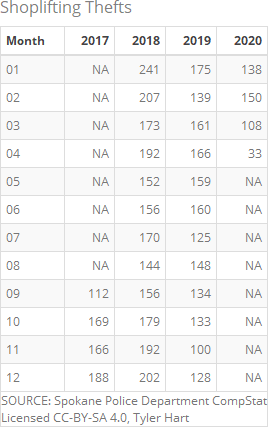 Shoplifting Thefts
Month 2017 2018 2019 2020
01 NA 241 175 138
02 NA 207 139 150
03 NA 173 161 108
04 NA 192 166 33
05 NA 152 159 NA
06 NA 156 160 NA
07 NA 170 125 NA
08 NA 144 148 NA
09 112 156 134 NA
10 169 179 133 NA
11 166 192 100 NA
12 188 202 128 NA
SOURCE: Spokane Police Department CompStat
Licensed CC-BY-SA 4.0, Tyler Hart